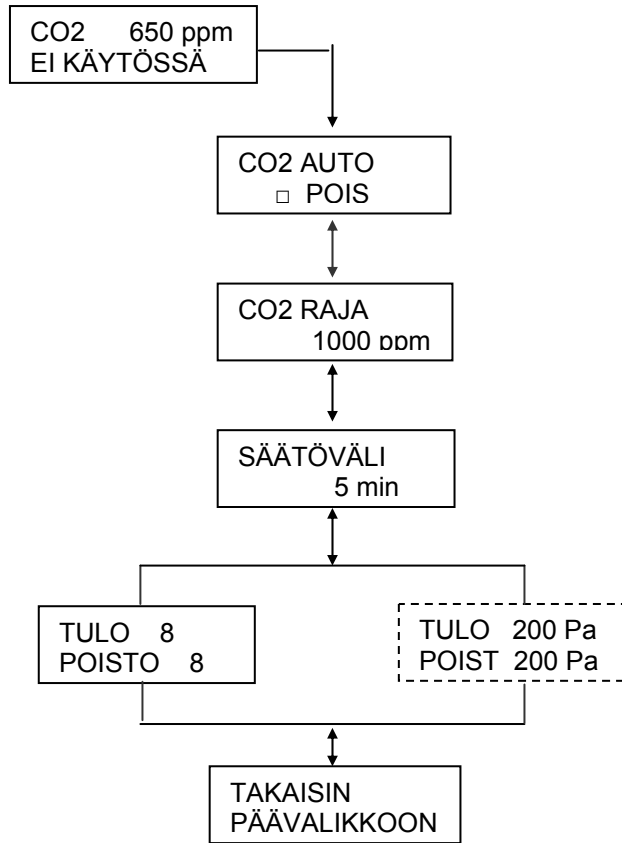 CO2 650 ppm
EI KÄYTÖSSÄ
CO2 AUTO
□ POIS
CO2 RAJA
1000 ppm
SÄÄTÖVÄLI
5 min
TULO 8
POISTO 8
TULO 200 Pa
POIST 200 Pa
TAKAISIN
PÄÄVALIKKOON